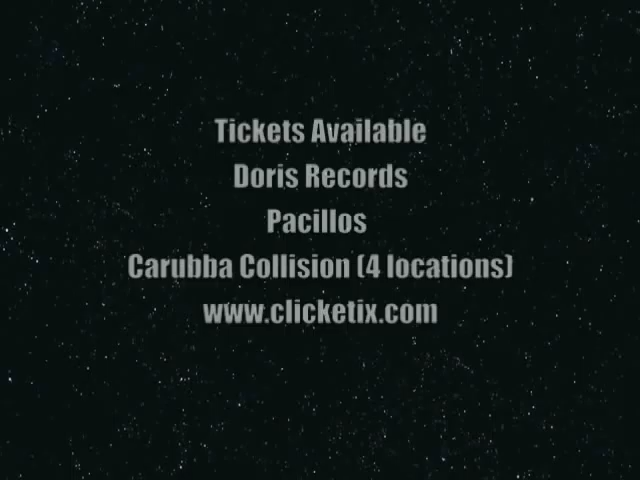 Tickets Available
Doris Records
Pacillos
Carubba Collision (4 locations)
www.clicketix.com